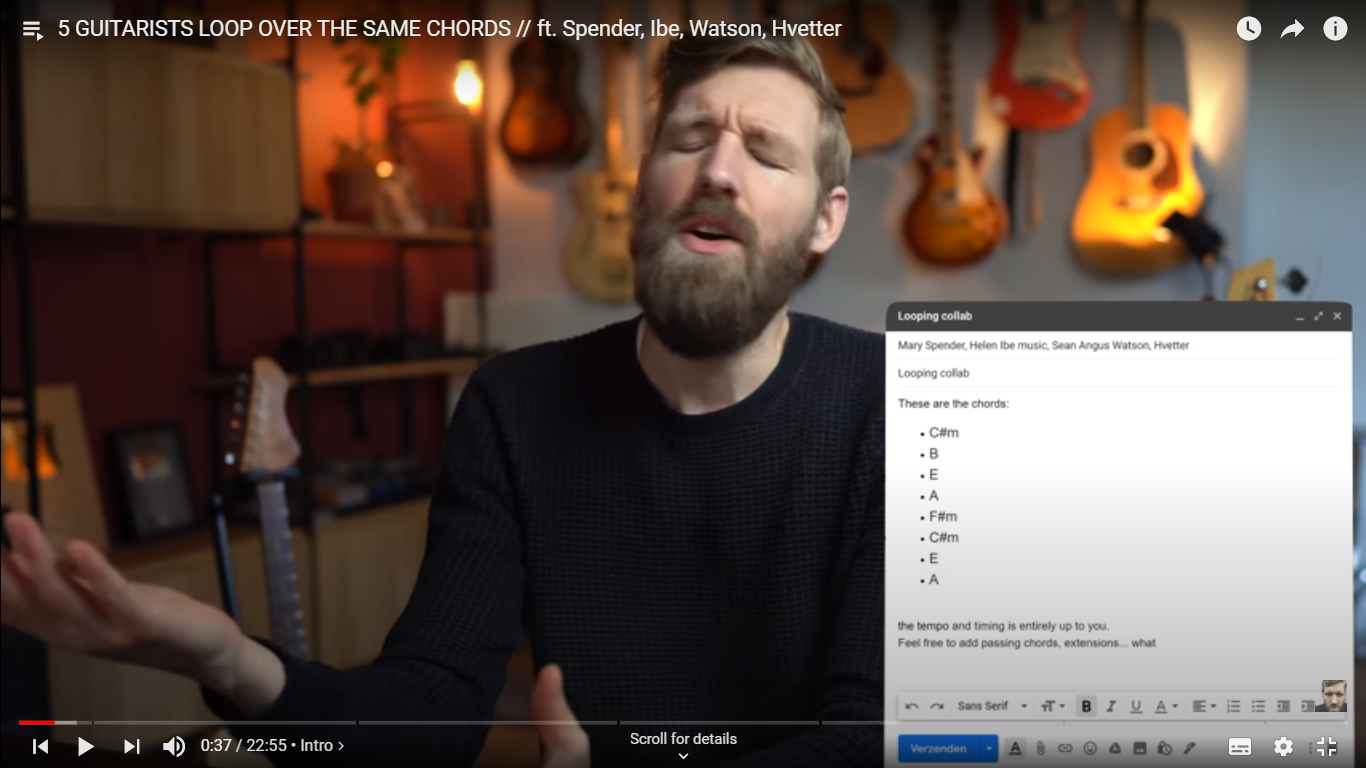 5 GUITARISTS LOOP OVER THE SAME CHORDS // ft. Spender, Ibe, Watson, Hvetter
Looping collab
Mary Spender, Helen Ibe music, Sean Angus Watson, Hvetter
Looping collab
These are the chords:
• C#m
• B
• E
• A
• F#m
• C#m
• E
• A
the tempo and timing is entirely up to you.
Feel free to add passing chords, extensions... what
Sans Serif
B I U A
Verzenden
A
0:37 / 22:55 • Intro
Scroll for details